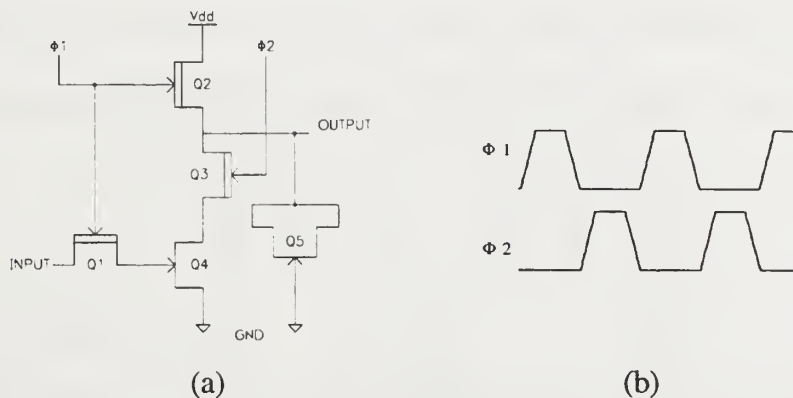 Vdd
Φ1
Φ2
Q2
OUTPUT
Q3
Q5
INPUT
Q1
Q4
GND
Φ 1
Φ 2
(a)
(b)